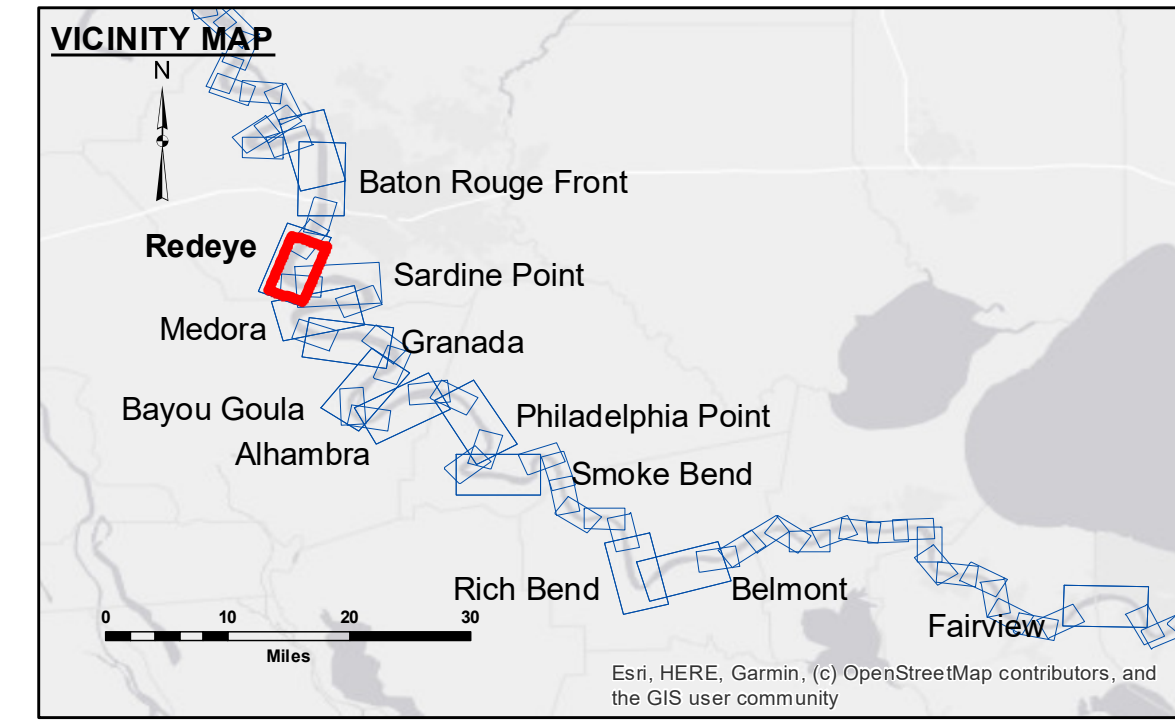 VICINITY MAP
N
Baton Rouge Front
Redeye
Sardine Point
Medora
Granada
Bayou Goula
Philadelphia Point
Alhambra
Smoke Bend
Rich Bend
Belmont
Fairview
0 10 20 30
Miles
Esri, HERE, Garmin, (c) OpenStreetMap contributors, and
the GIS user community